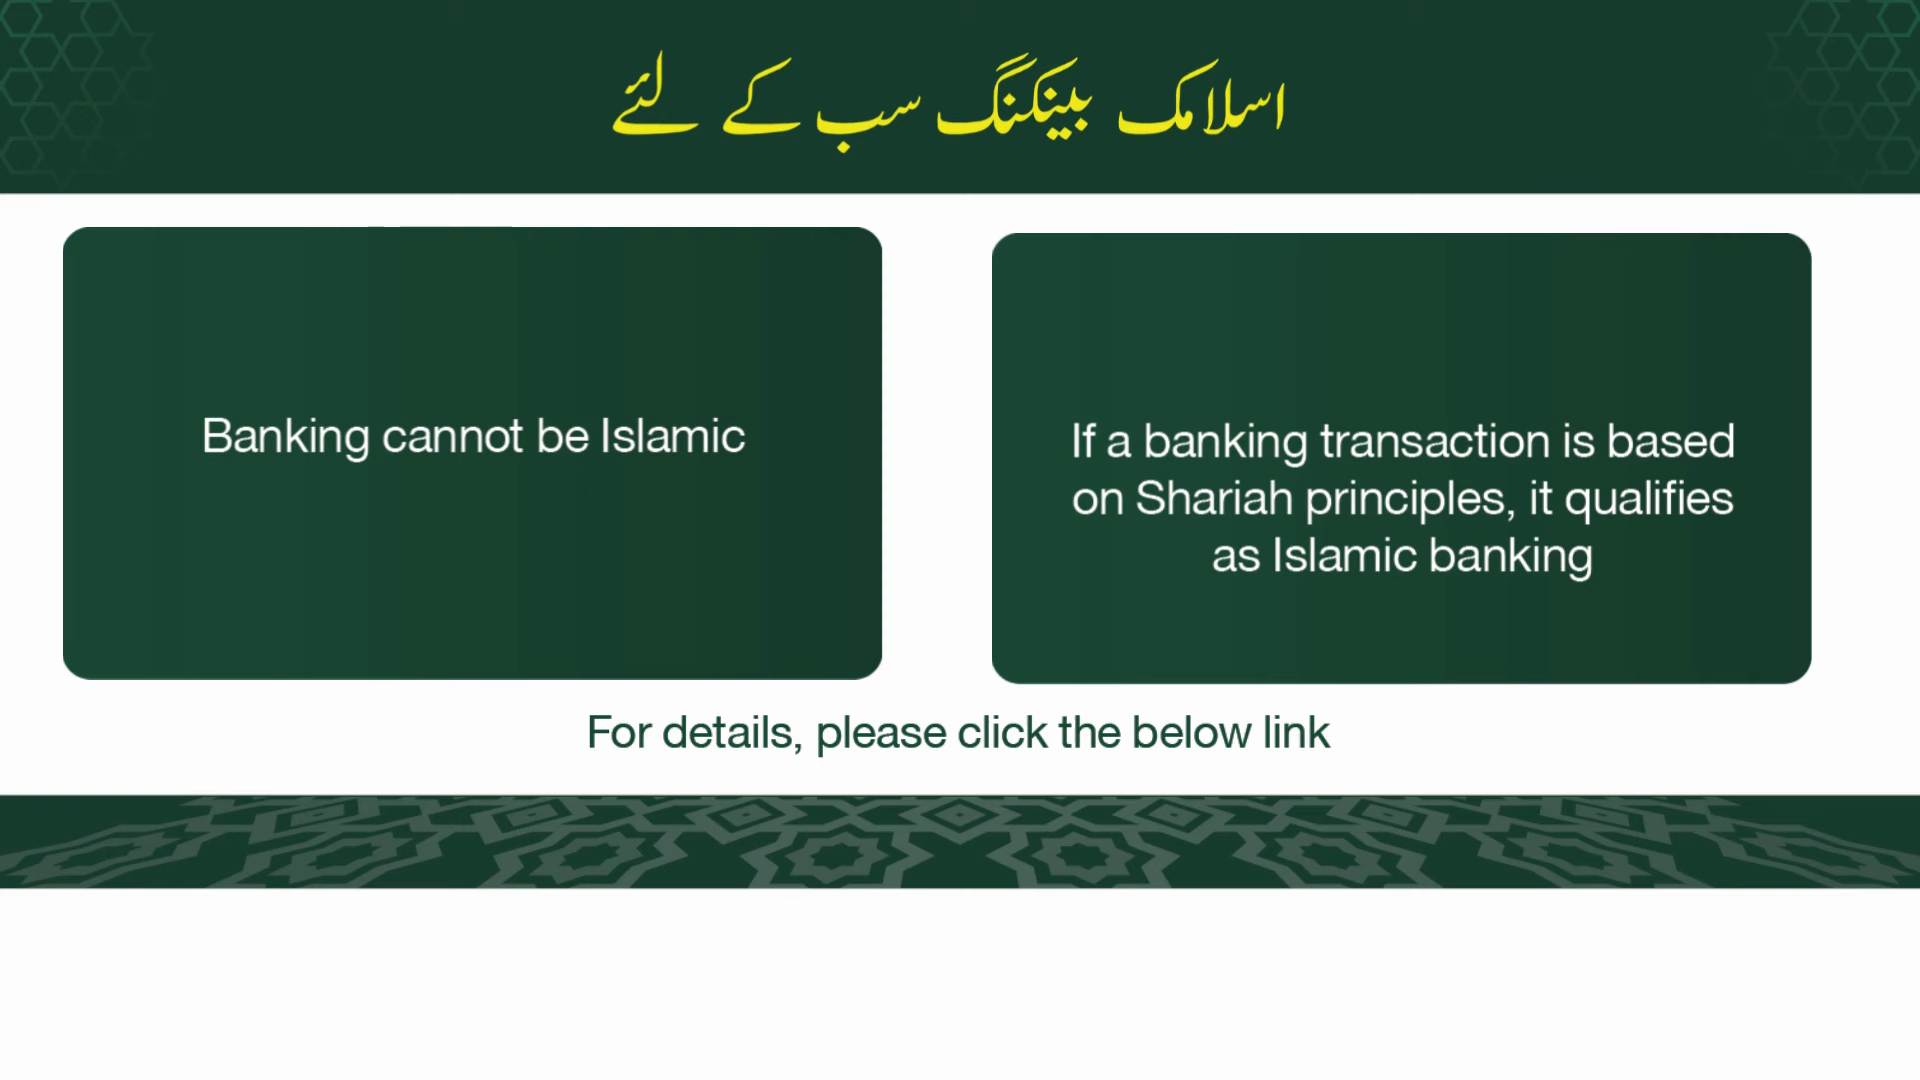 اسلامک بینکنگ سب کے لئے
Banking cannot be Islamic
If a banking transaction is based
on Shariah principles, it qualifies
as Islamic banking
For details, please click the below link